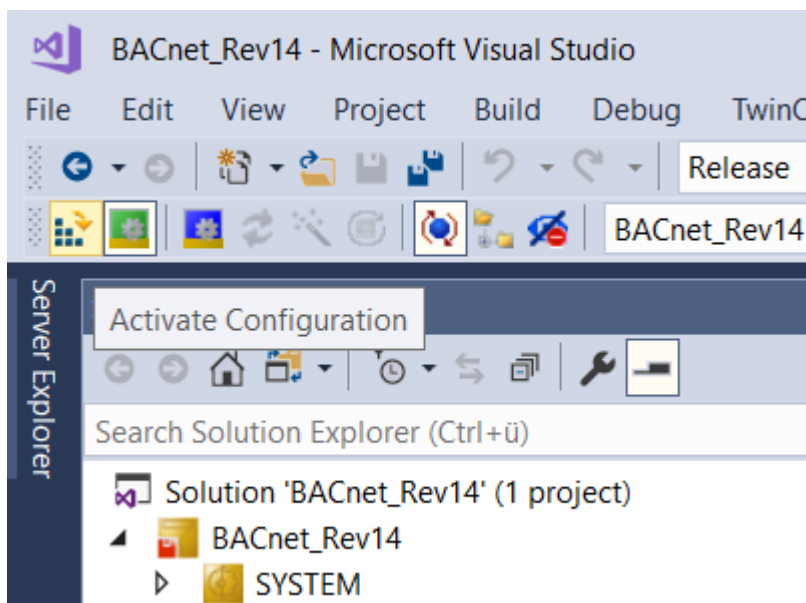 BACnet_Rev14 - Microsoft Visual Studio
File Edit View Project Build Debug TwinC
Release
BACnet_Rev14
Server Explorer
Activate Configuration
Search Solution Explorer (Ctrl+ü)
Solution 'BACnet_Rev14' (1 project)
BACnet_Rev14
SYSTEM